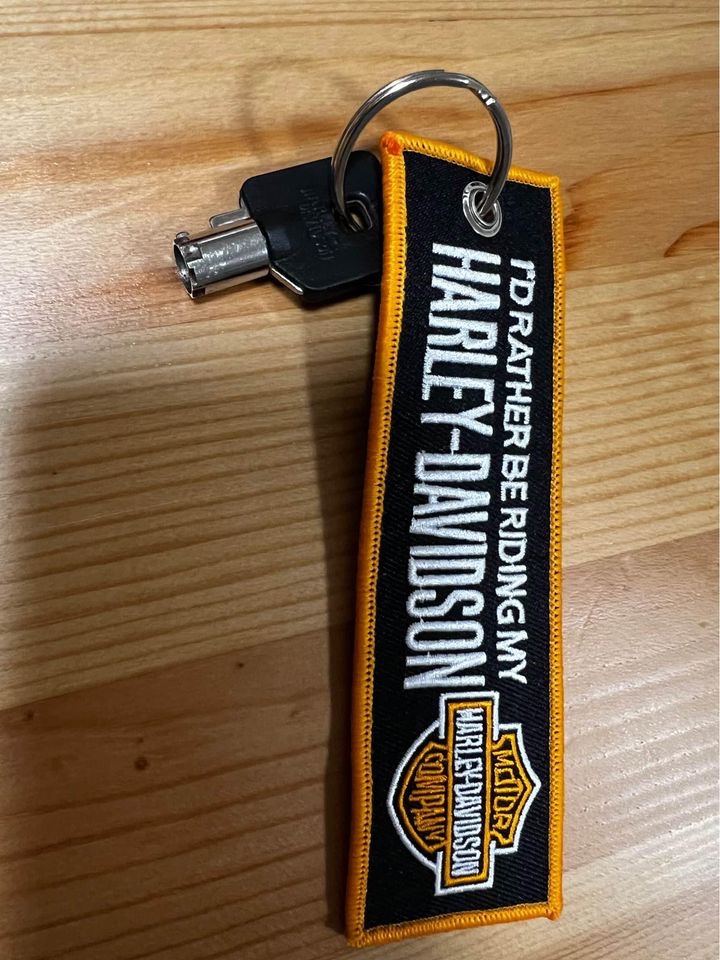 I'D RATHER BE RIDING MY
HARLEY-DAVIDSON
MOTOR
HARLEY-DAVIDSON
COMPANY